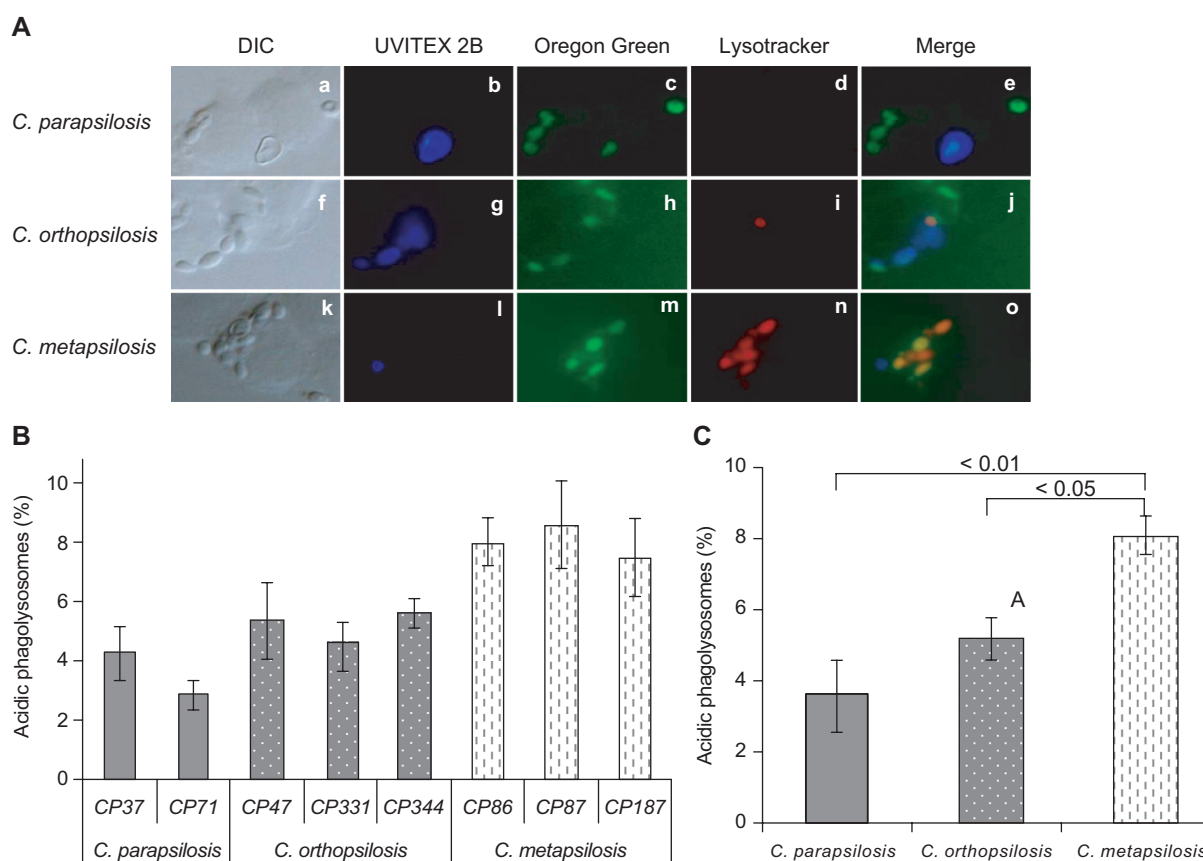 A
DIC UVITEX 2B Oregon Green Lysotracker Merge
C. parapsilosis a b c d e
C. orthopsilosis f g h i j
C. metapsilosis k l m n o
B
Acidic phagolysosomes (%)
10
8
6
4
2
0
CP37 CP71 CP47 CP331 CP344 CP86 CP87 CP187
C. parapsilosis C. orthopsilosis C. metapsilosis
C
Acidic phagolysosomes (%)
10
8
6
4
2
0
< 0.01
< 0.05
A
C. parapsilosis C. orthopsilosis C. metapsilosis